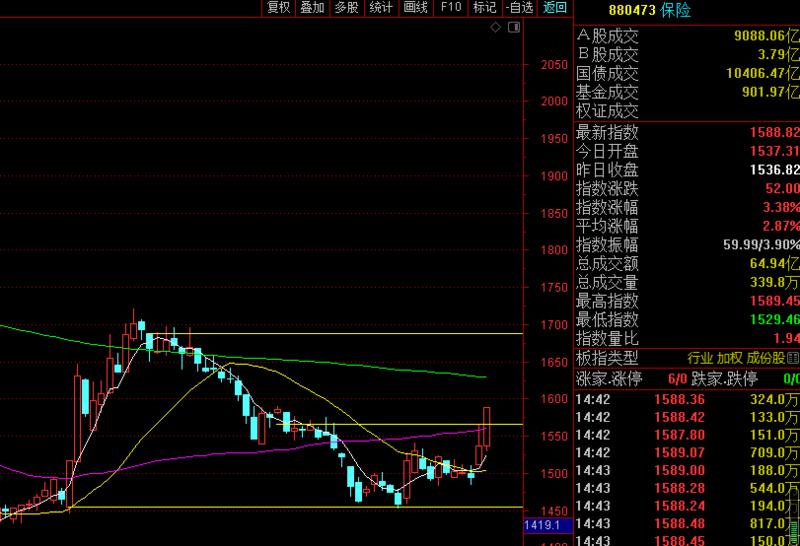 复权 叠加 多股 统计 画线 F10 标记 -自选 返回
880473 保险
A股成交 9088.06亿
B股成交 3.79亿
国债成交 10406.47亿
基金成交 901.97亿
权证成交
最新指数 1588.82
今日开盘 1537.31
昨日收盘 1536.82
指数涨跌 52.00
指数涨幅 3.38%
平均涨幅 2.87%
指数振幅 59.99/3.90%
总成交额 64.94亿
总成交量 339.8万
最高指数 1589.45
最低指数 1529.46
指数量比 1.94
板指类型 行业 加权 成份股
涨家.涨停 6/0 跌家.跌停 0/0
14:42 1588.36 324.0万
14:42 1588.42 133.0万
14:42 1587.80 151.0万
14:42 1589.07 709.0万
14:43 1589.00 188.0万
14:43 1588.28 544.0万
14:43 1588.24 194.0万
14:43 1588.48 817.0万
14:43 1588.45 150.0万
2050
2000
1950
1900
1850
1800
1750
1700
1650
1600
1550
1500
1450
1419.1
1400